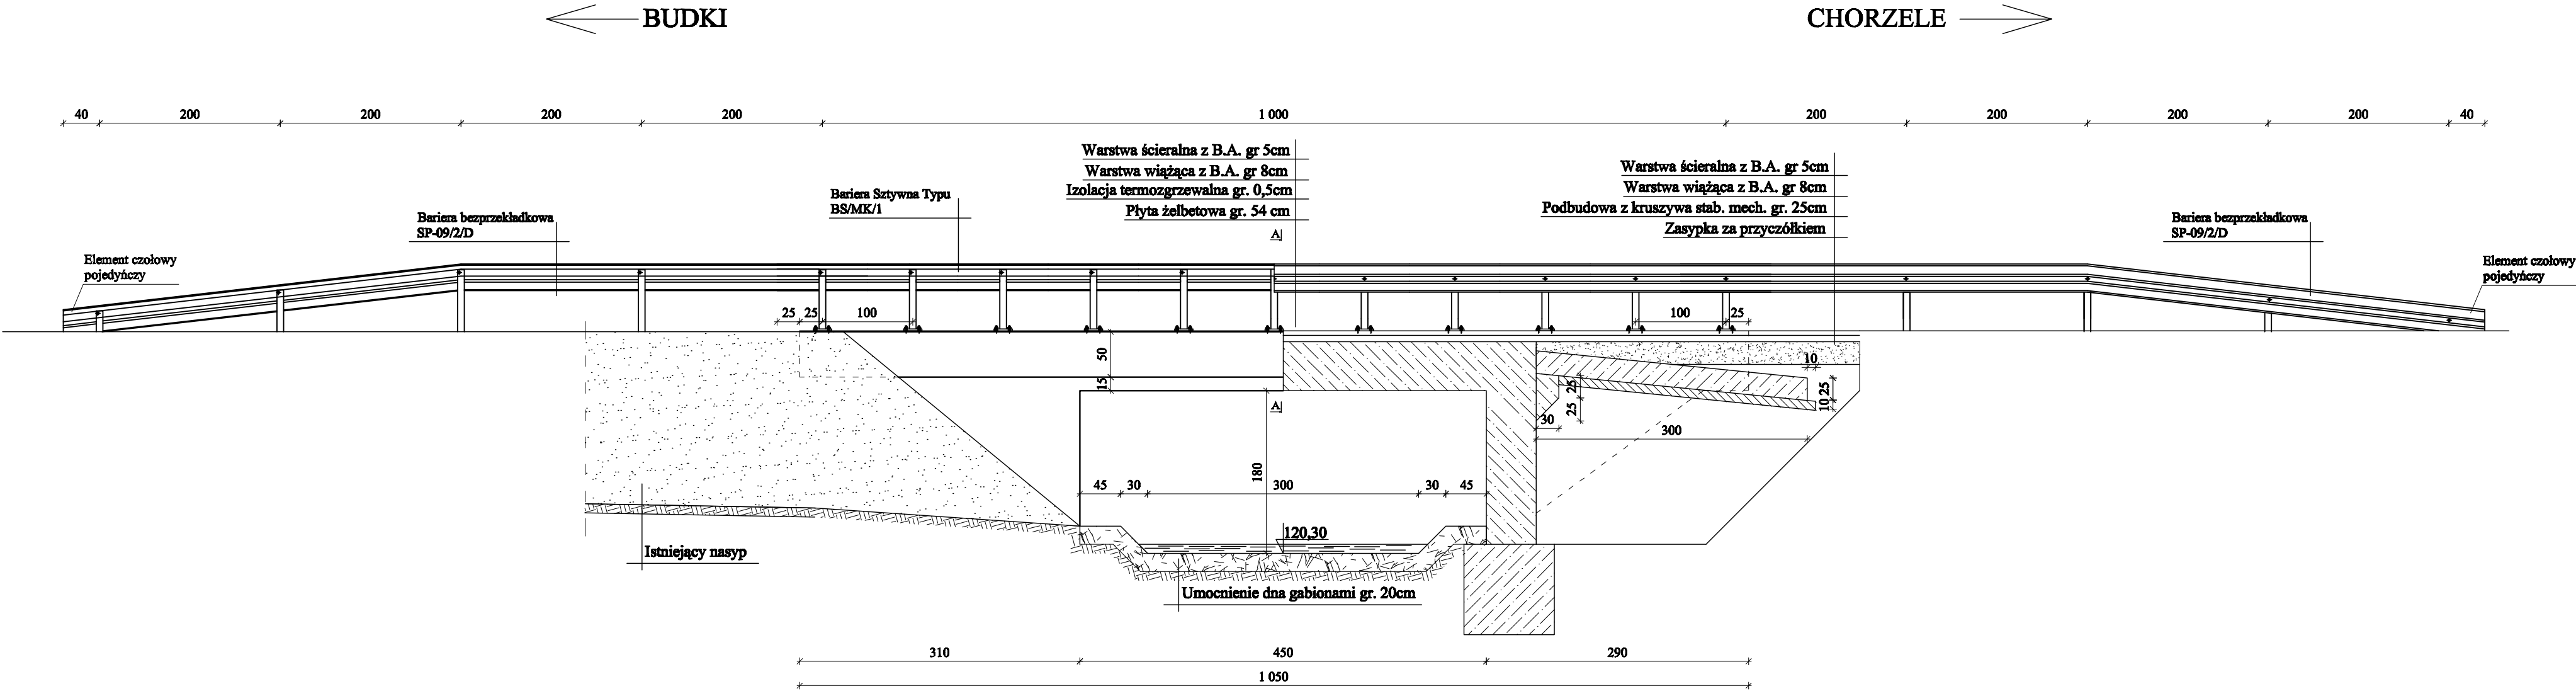 BUDKI
CHORZELE
40
200
200
200
200
1 000
200
200
200
200
40
Warstwa ścieralna z B.A. gr 5cm
Warstwa wiążąca z B.A. gr 8cm
Izolacja termozgrzewalna gr. 0,5cm
Płyta żelbetowa gr. 54 cm
Warstwa ścieralna z B.A. gr 5cm
Warstwa wiążąca z B.A. gr 8cm
Podbudowa z kruszywa stab. mech. gr. 25cm
Zasypka za przyczółkiem
Bariera Sztywna Typu
BS/MK/1
Bariera bezprzekładkowa
SP-09/2/D
Bariera bezprzekładkowa
SP-09/2/D
Element czołowy
pojedyńczy
Element czołowy
pojedyńczy
A
25
25
100
100
25
50
15
A
10
25
10
25
25
30
300
180
45
30
300
30
45
120,30
Istniejący nasyp
Umocnienie dna gabionami gr. 20cm
310
450
290
1 050